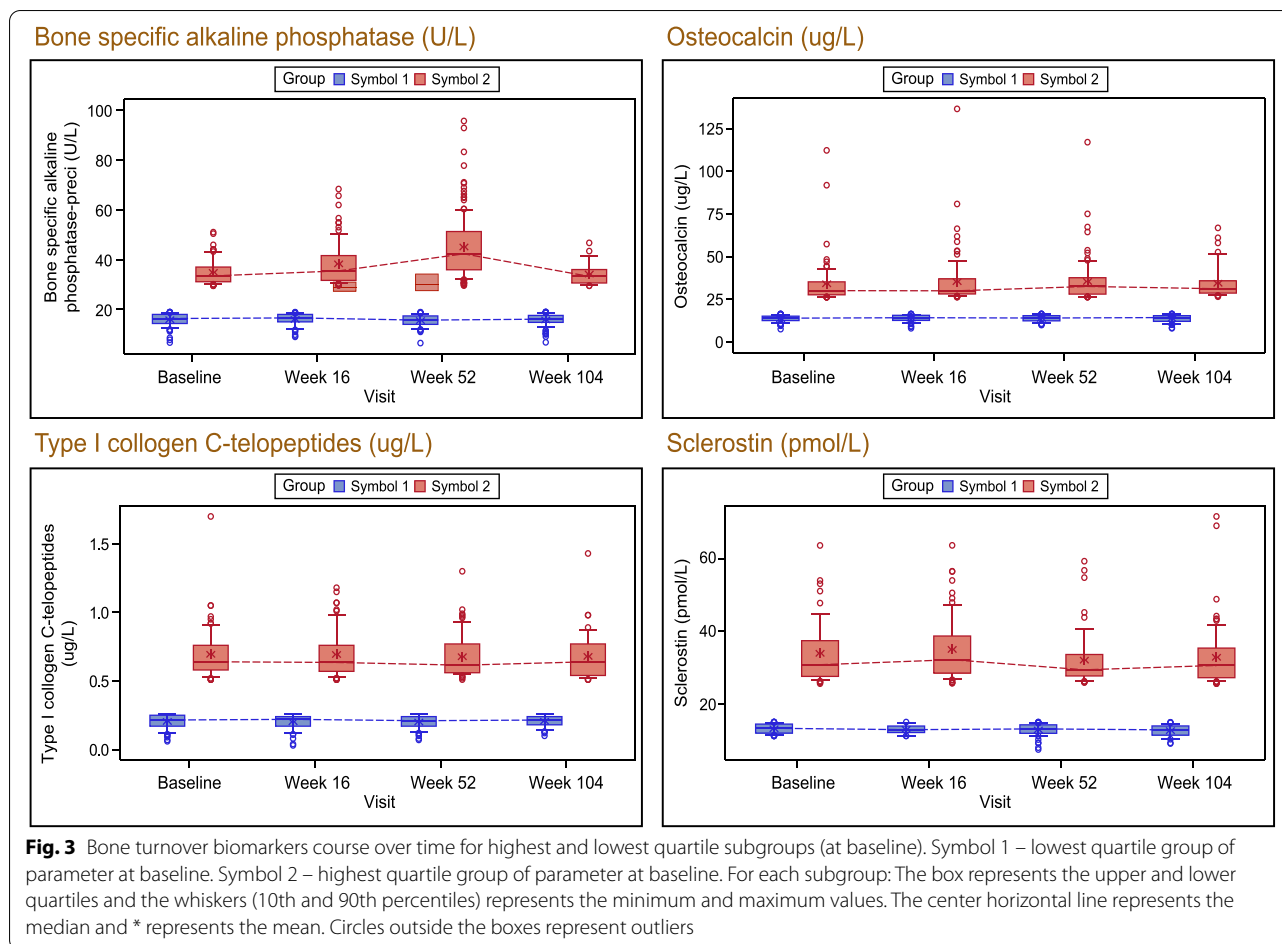 Bone specific alkaline phosphatase (U/L)
Group Symbol 1 Symbol 2
Bone specific alkaline
phosphatase-preci (U/L)
100
80
60
40
20
Baseline Week 16 Week 52 Week 104
Visit
Osteocalcin (ug/L)
Group Symbol 1 Symbol 2
Osteocalcin (ug/L)
125
100
75
50
25
0
Baseline Week 16 Week 52 Week 104
Visit
Type I collogen C-telopeptides (ug/L)
Group Symbol 1 Symbol 2
Type I collogen C-telopeptides
(ug/L)
1.5
1.0
0.5
0.0
Baseline Week 16 Week 52 Week 104
Visit
Sclerostin (pmol/L)
Group Symbol 1 Symbol 2
Sclerostin (pmol/L)
60
40
20
Baseline Week 16 Week 52 Week 104
Visit
Fig. 3 Bone turnover biomarkers course over time for highest and lowest quartile subgroups (at baseline). Symbol 1 – lowest quartile group of
parameter at baseline. Symbol 2 – highest quartile group of parameter at baseline. For each subgroup: The box represents the upper and lower
quartiles and the whiskers (10th and 90th percentiles) represents the minimum and maximum values. The center horizontal line represents the
median and * represents the mean. Circles outside the boxes represent outliers